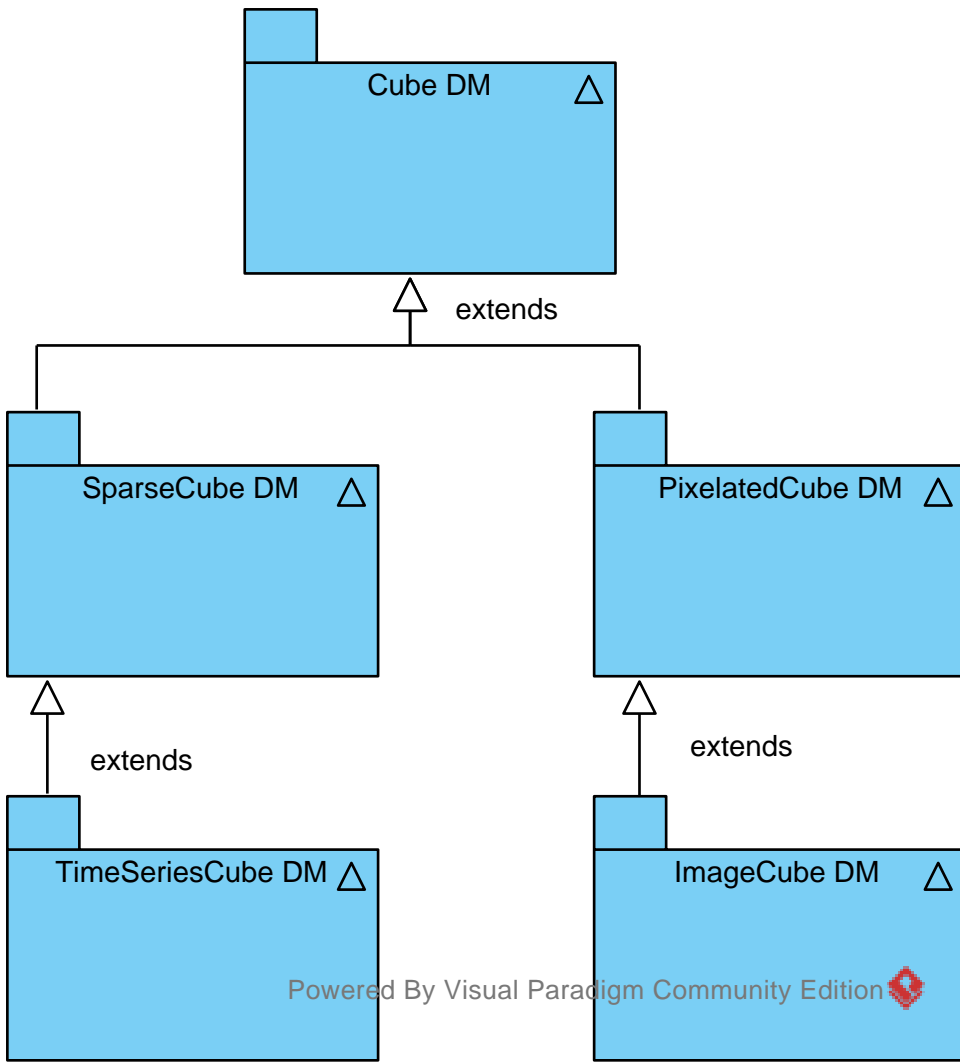 Cube DM
extends
SparseCube DM
PixelatedCube DM
extends
extends
TimeSeriesCube DM
ImageCube DM
Powered By Visual Paradigm Community Edition